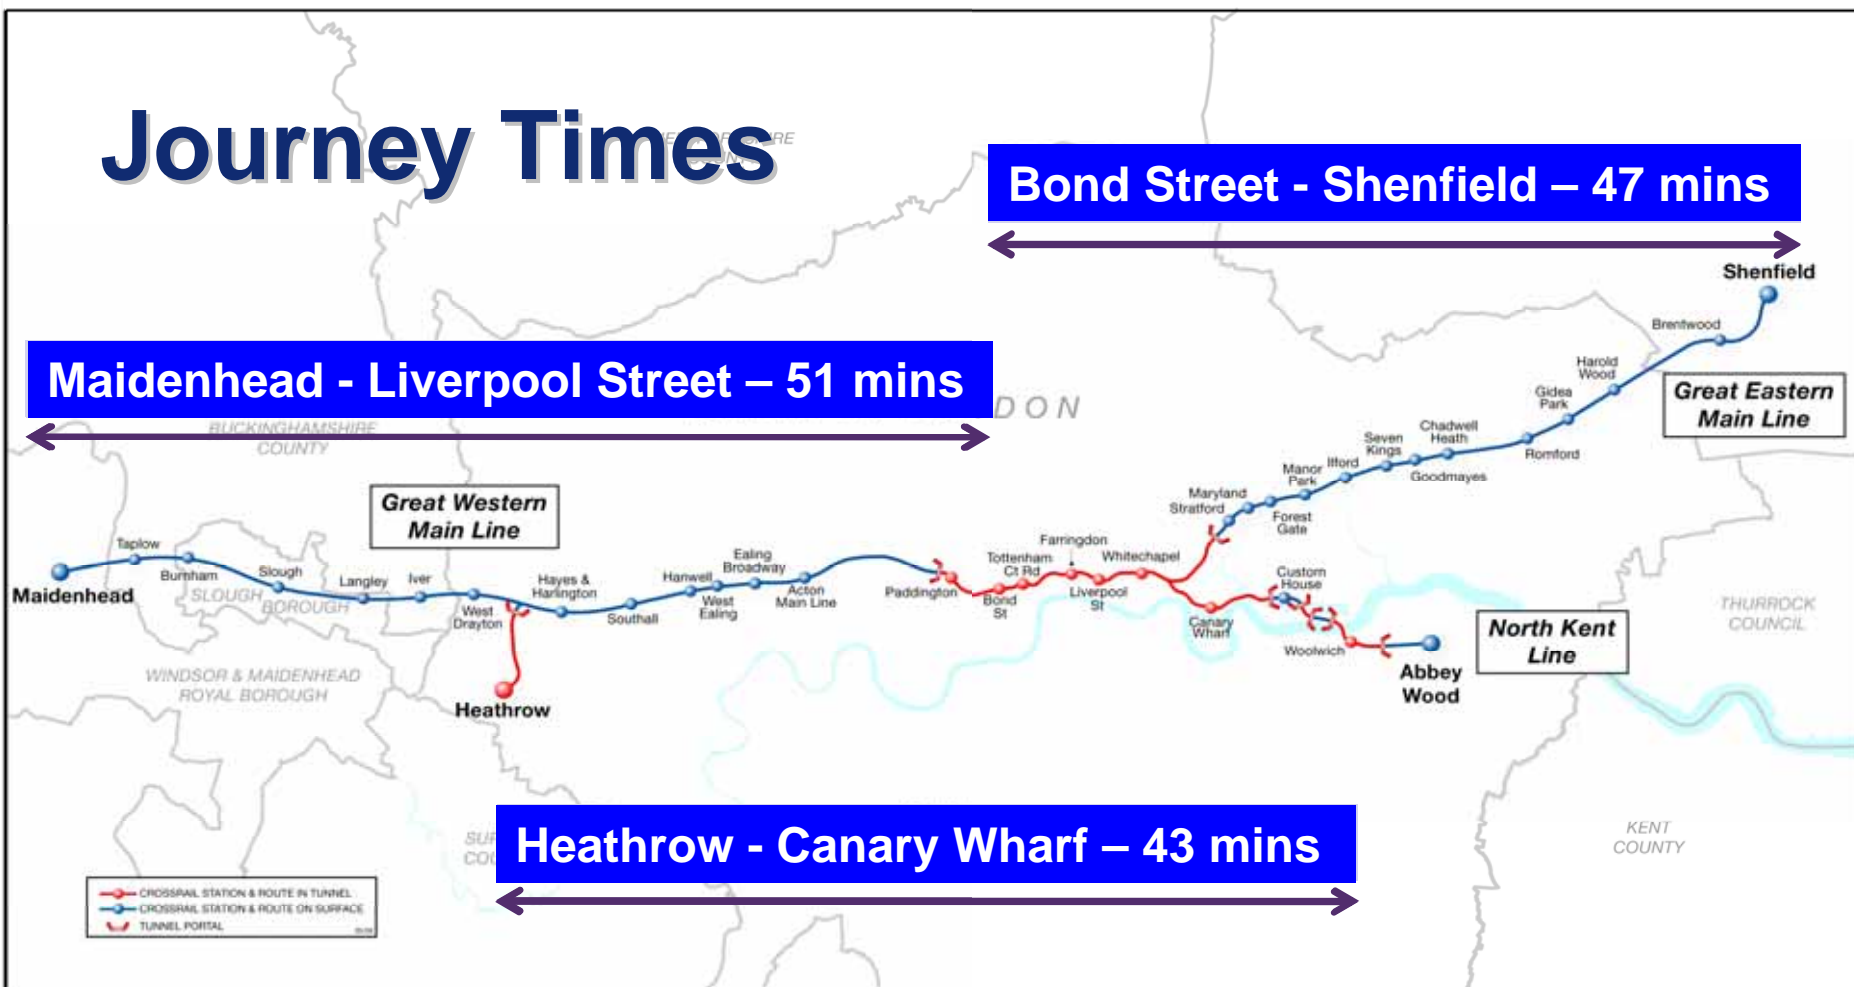 Journey Times
Bond Street - Shenfield – 47 mins
Shenfield
Brentwood
Maidenhead - Liverpool Street – 51 mins
Harold
Wood
Great Eastern
Main Line
Gidea
Park
DON
BUCKINGHAMSHIRE
COUNTY
Chadwell
Heath
Seven
Kings
Romford
Ilford
Goodmayes
Manor
Park
Great Western
Main Line
Maryland
Stratford
Forest
Gate
Farringdon
Taplow
Burnham
Slough
Langley
Iver
Hayes &
Harlington
Hanwell
Ealing
Broadway
Tottenham
Ct Rd
Whitechapel
Custom
House
Maidenhead
SLOUGH
BOROUGH
West
Drayton
Southall
West
Ealing
Acton
Main Line
Paddington
Bond
St
Liverpool
St
Canary
Wharf
Woolwich
North Kent
Line
THURROCK
COUNCIL
WINDSOR & MAIDENHEAD
ROYAL BOROUGH
Heathrow
Abbey
Wood
Heathrow - Canary Wharf – 43 mins
KENT
COUNTY
CROSSRAIL STATION & ROUTE IN TUNNEL
CROSSRAIL STATION & ROUTE ON SURFACE
TUNNEL PORTAL